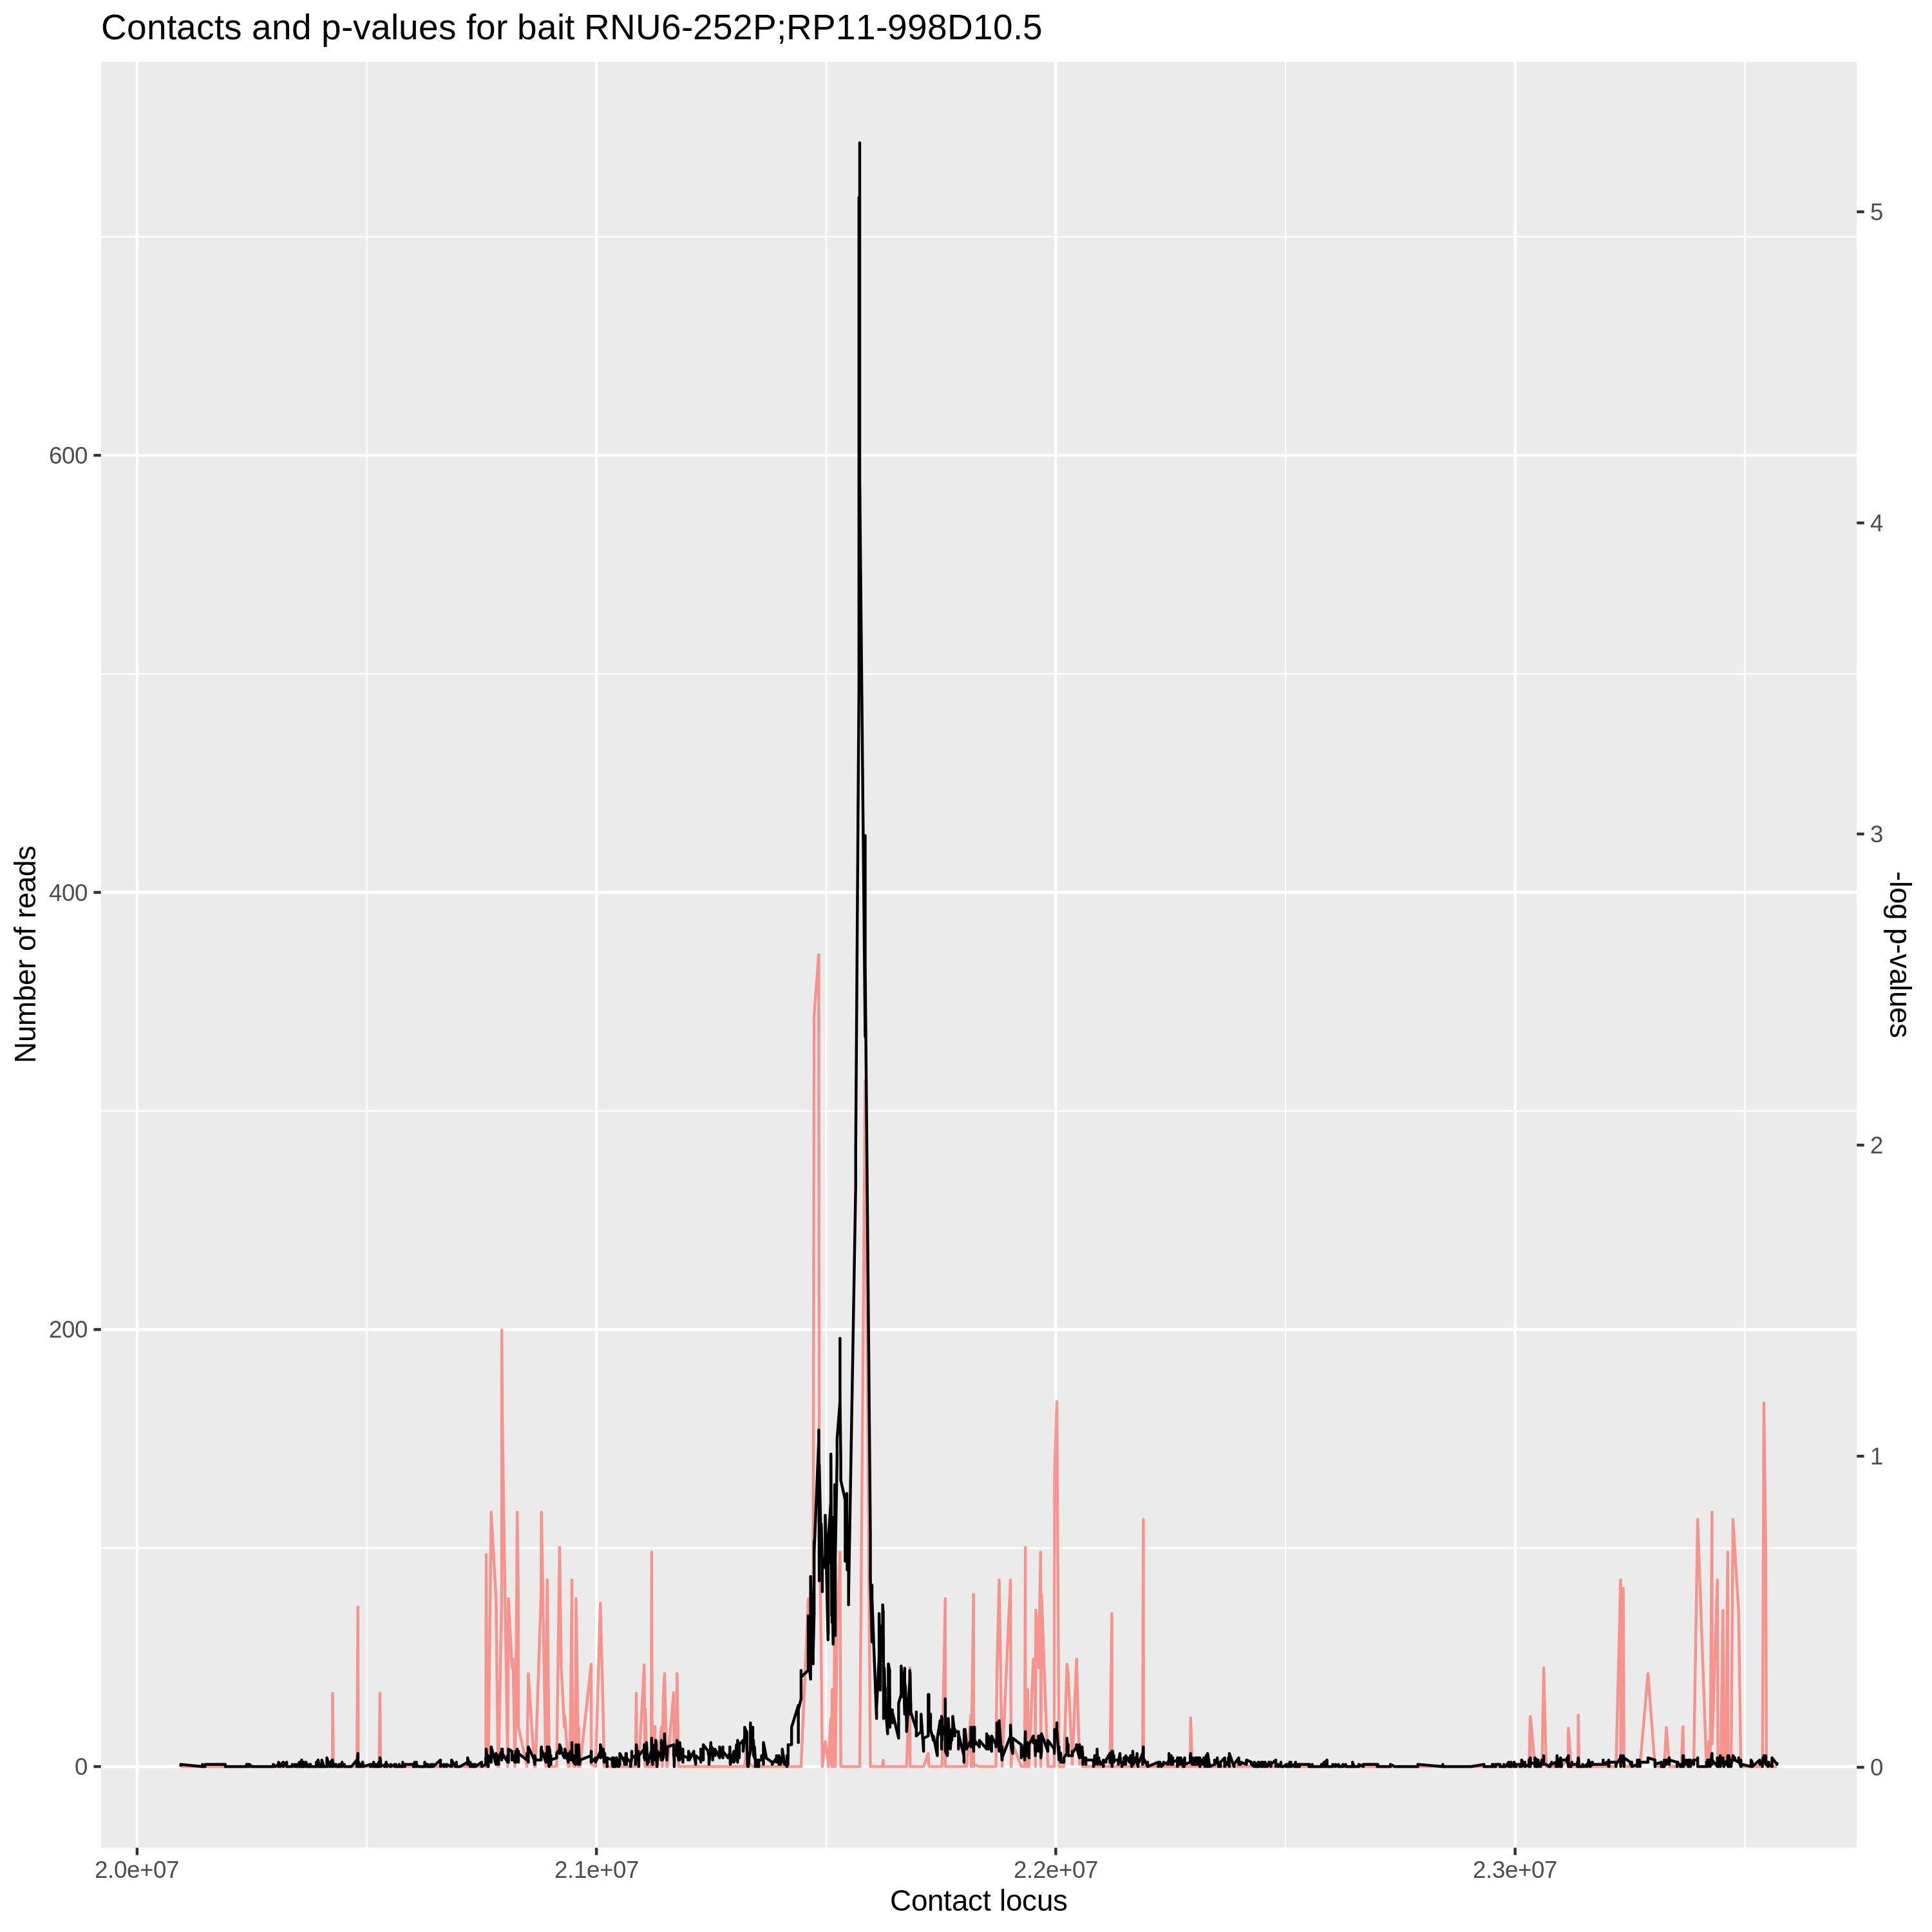 Contacts and p-values for bait RNU6-252P;RP11-998D10.5
600
400
200
0
Number of reads
5
4
3
2
1
0
-log p-values
2.0e+07
2.1e+07
2.2e+07
2.3e+07
Contact locus